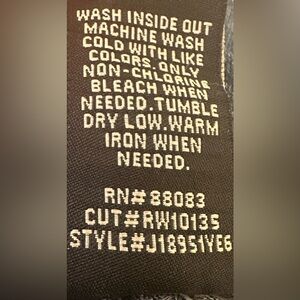 WASH INSIDE OUT
MACHINE WASH
COLD WITH LIKE
COLORS.ONLY
NON-CHLORINE
BLEACH WHEN
NEEDED.TUMBLE
DRY LOW.WARM
IRON WHEN
NEEDED.
RN#88083
CUT#RW10135
STYLE#J18951YE6